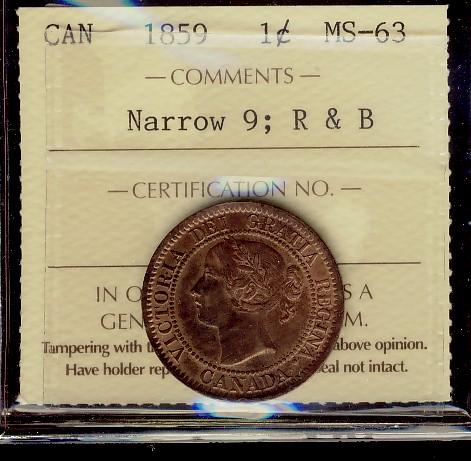 CAN 1859 1¢ MS-63
— COMMENTS —
Narrow 9; R & B
— CERTIFICATION NO. —
IN O S A
GEN M.
Tampering with t above opinion.
Have holder rep eal not intact.
VICTORIA DEI GRATIA REGINA.
CANADA